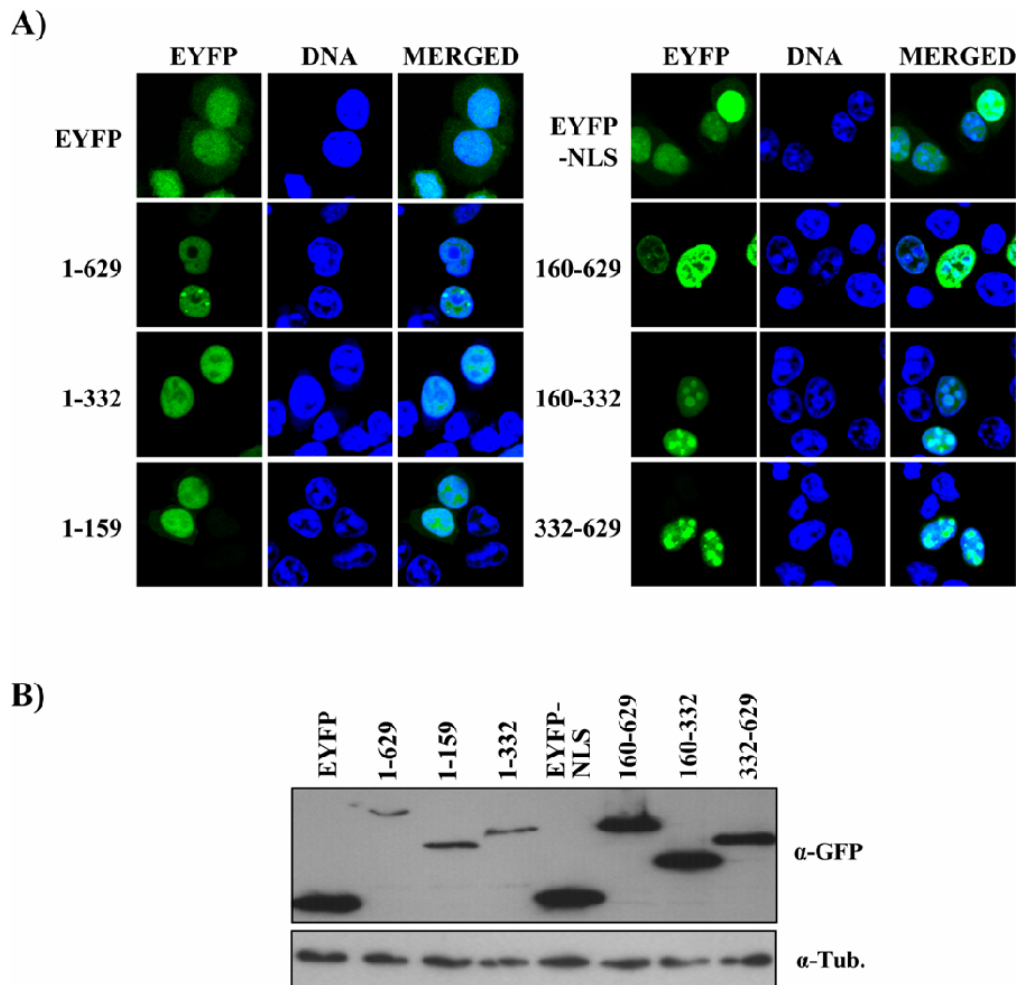 A)
EYFP DNA MERGED
EYFP
1-629
1-332
1-159
EYFP DNA MERGED
EYFP
-NLS
160-629
160-332
332-629
B)
EYFP
1-629
1-159
1-332
EYFP-
NLS
160-629
160-332
332-629
α-GFP
α-Tub.